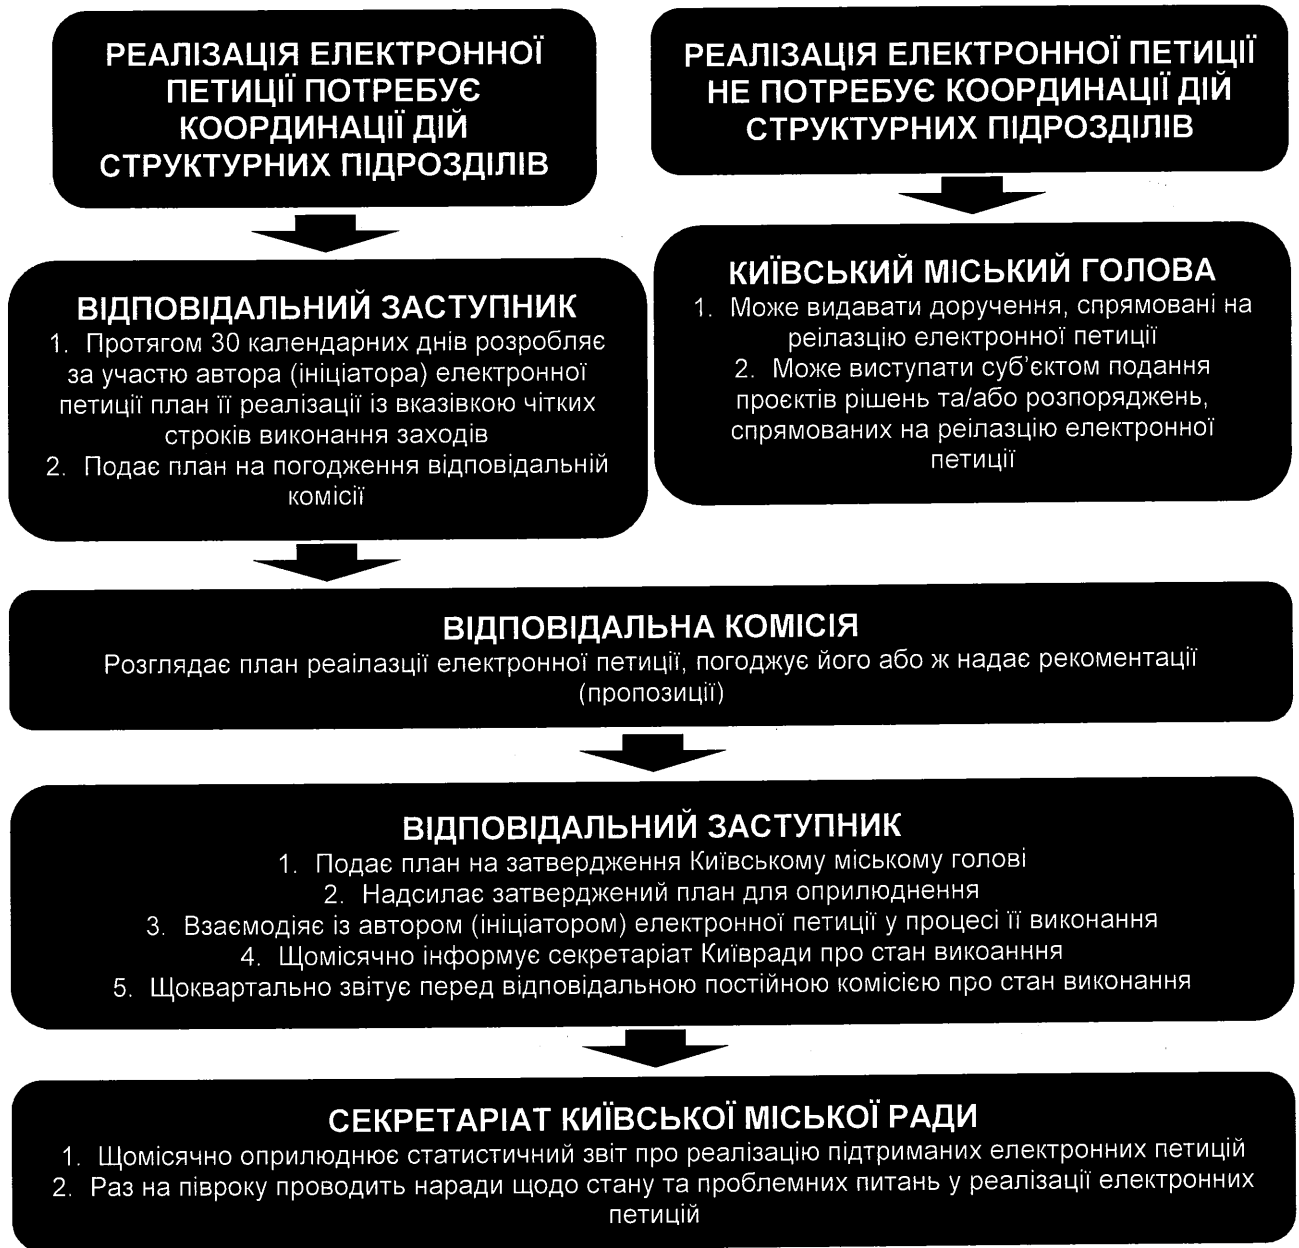 РЕАЛІЗАЦІЯ ЕЛЕКТРОННОЇ
ПЕТИЦІЇ ПОТРЕБУЄ
КООРДИНАЦІЇ ДІЙ
СТРУКТУРНИХ ПІДРОЗДІЛІВ
РЕАЛІЗАЦІЯ ЕЛЕКТРОННОЇ ПЕТИЦІЇ
НЕ ПОТРЕБУЄ КООРДИНАЦІЇ ДІЙ
СТРУКТУРНИХ ПІДРОЗДІЛІВ
ВІДПОВІДАЛЬНИЙ ЗАСТУПНИК
1. Протягом 30 календарних днів розробляє
за участю автора (ініціатора) електронної
петиції план її реалізації із вказівкою чітких
строків виконання заходів
2. Подає план на погодження відповідальній
комісії
КИЇВСЬКИЙ МІСЬКИЙ ГОЛОВА
1. Може видавати доручення, спрямовані на
реілазцію електронної петиції
2. Може виступати суб’єктом подання
проєктів рішень та/або розпоряджень,
спрямованих на реілазцію електронної
петиції
ВІДПОВІДАЛЬНА КОМІСІЯ
Розглядає план реаілазції електронної петиції, погоджує його або ж надає рекоментації
(пропозиції)
ВІДПОВІДАЛЬНИЙ ЗАСТУПНИК
1. Подає план на затвердження Київському міському голові
2. Надсилає затверджений план для оприлюднення
3. Взаємодіяє із автором (ініціатором) електронної петиції у процесі її виконання
4. Щомісячно інформує секретаріат Київради про стан викоанння
5. Щоквартально звітує перед відповідальною постійною комісією про стан виконання
СЕКРЕТАРІАТ КИЇВСЬКОЇ МІСЬКОЇ РАДИ
1. Щомісячно оприлюднює статистичний звіт про реалізацію підтриманих електронних петицій
2. Раз на півроку проводить наради щодо стану та проблемних питань у реалізації електронних
петицій